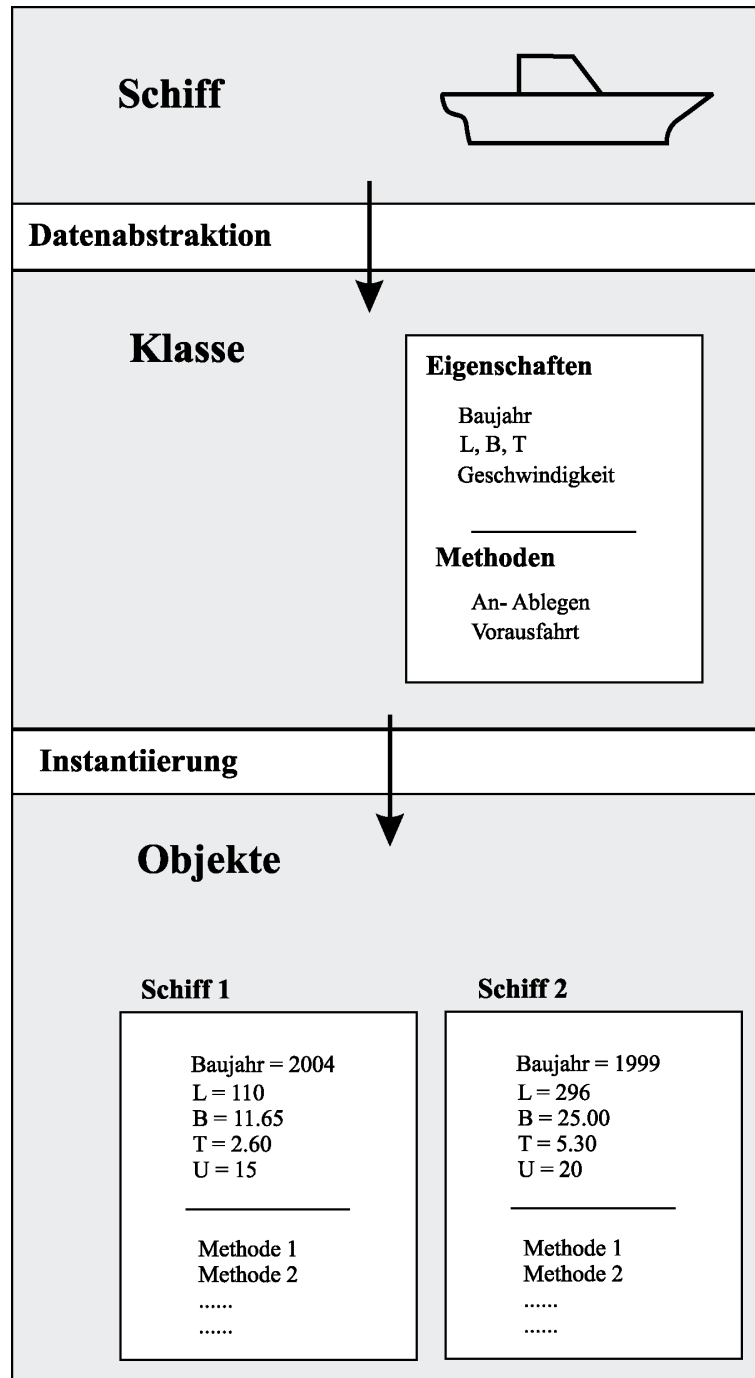 Schiff
Datenabstraktion
Klasse
Eigenschaften
Baujahr
L, B, T
Geschwindigkeit
Methoden
An- Ablegen
Vorausfahrt
Instantiierung
Objekte
Schiff 1
Baujahr = 2004
L = 110
B = 11.65
T = 2.60
U = 15
Methode 1
Methode 2
......
......
Schiff 2
Baujahr = 1999
L = 296
B = 25.00
T = 5.30
U = 20
Methode 1
Methode 2
......
......